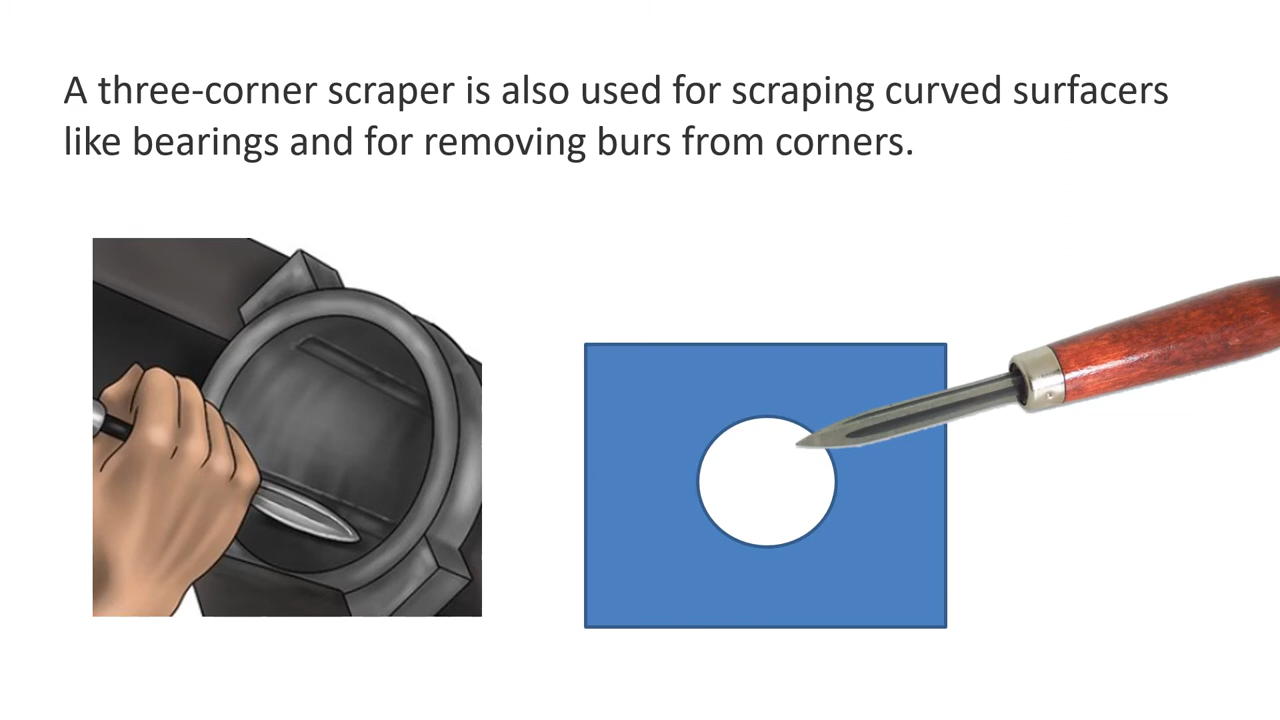 A three-corner scraper is also used for scraping curved surfacers
like bearings and for removing burs from corners.